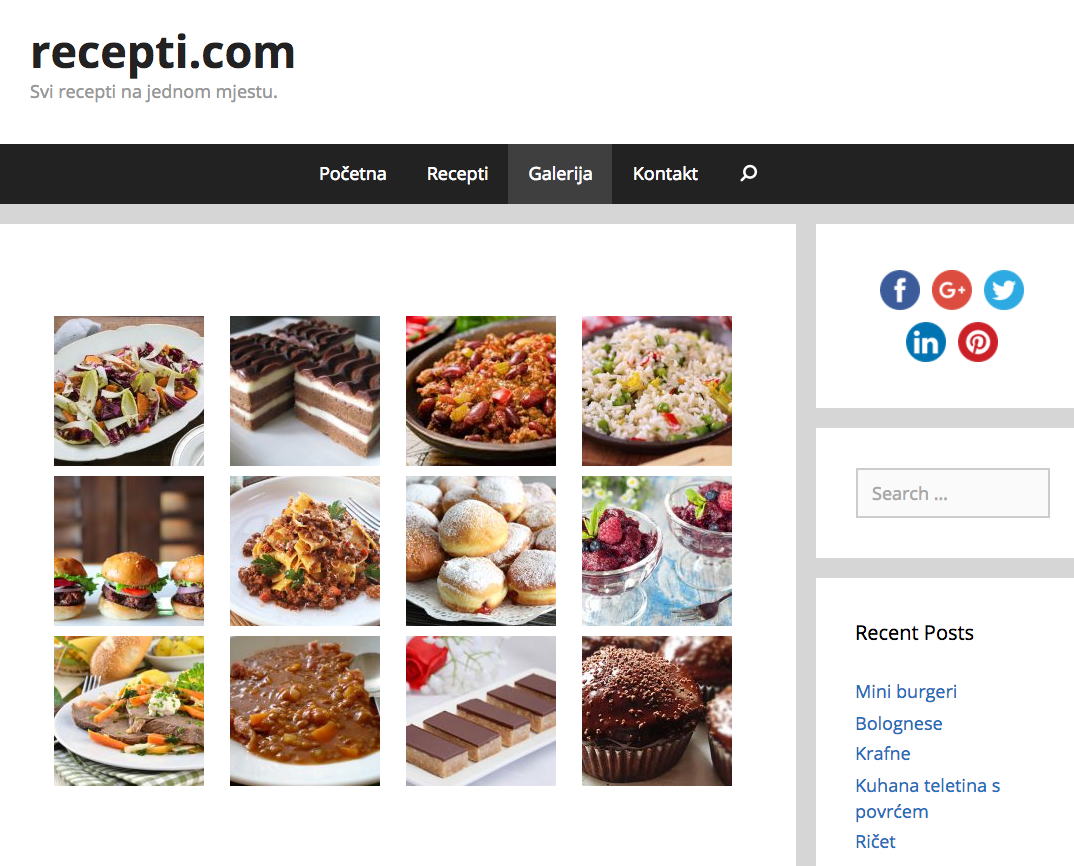 recepti.com
Svi recepti na jednom mjestu.
Početna Recepti Galerija Kontakt
f G+
in
Search ...
Recent Posts
Mini burgeri
Bolognese
Krafne
Kuhana teletina s
povrćem
Ričet